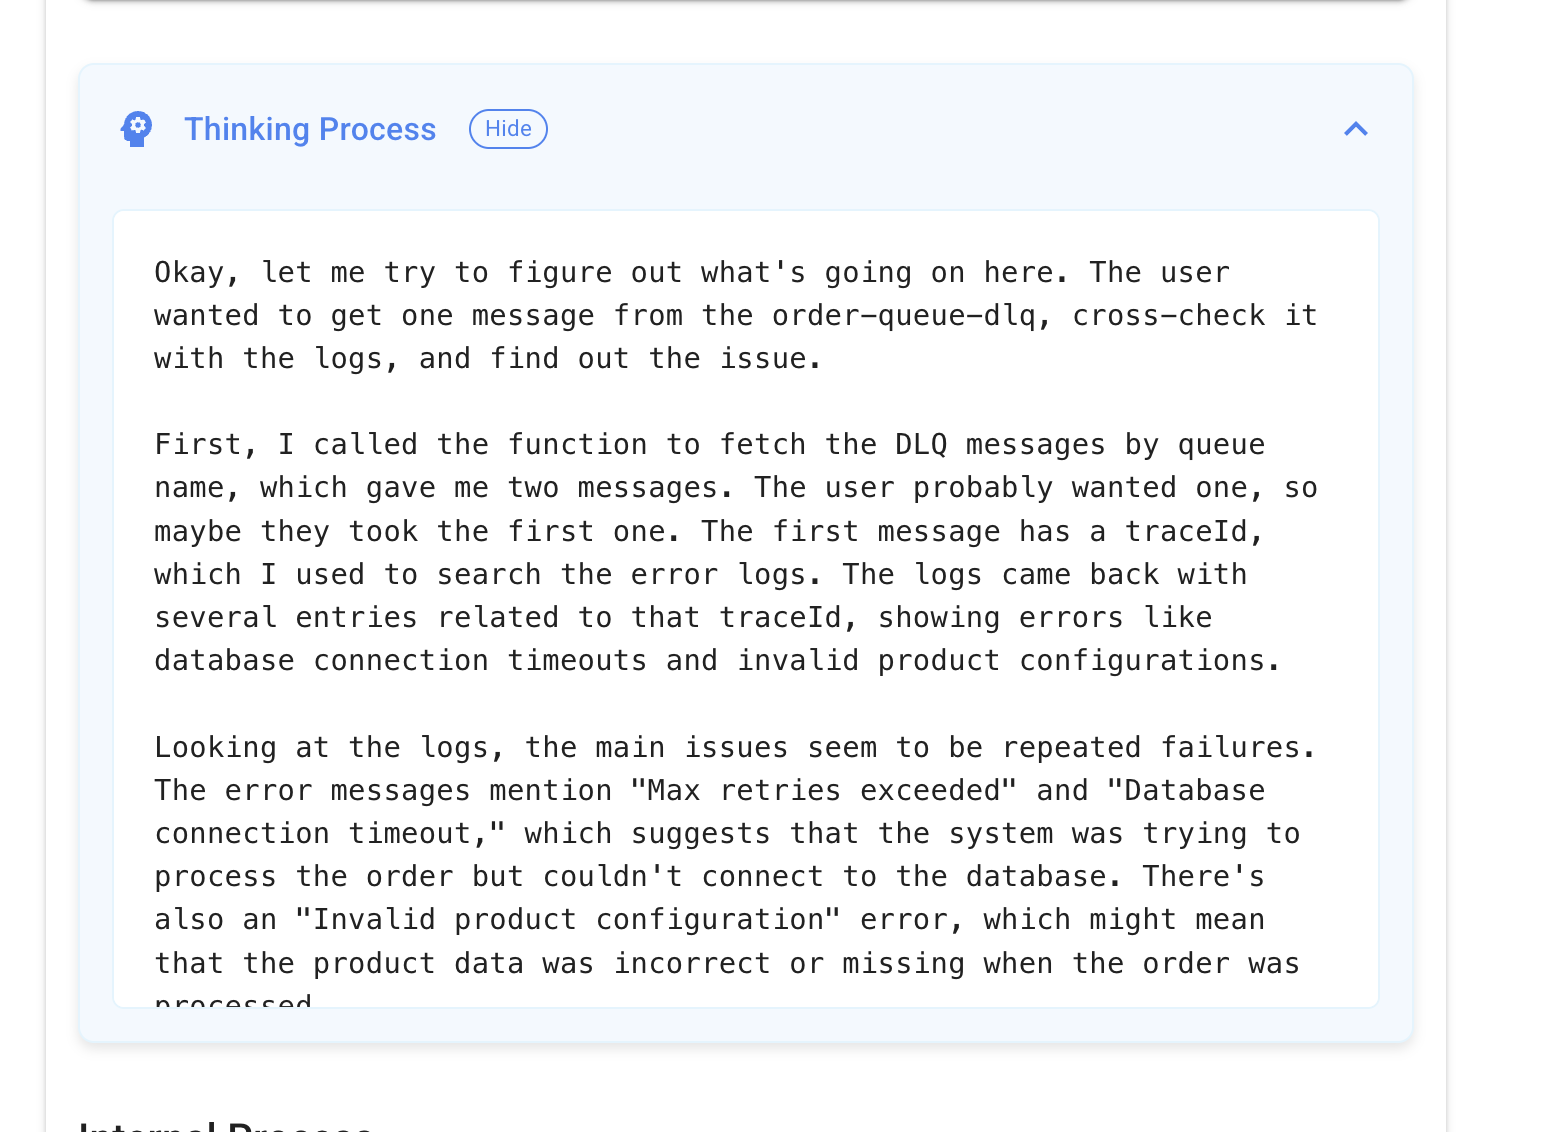 Thinking Process
Hide
Okay, let me try to figure out what's going on here. The user
wanted to get one message from the order-queue-dlq, cross-check it
with the logs, and find out the issue.
First, I called the function to fetch the DLQ messages by queue
name, which gave me two messages. The user probably wanted one, so
maybe they took the first one. The first message has a traceId,
which I used to search the error logs. The logs came back with
several entries related to that traceId, showing errors like
database connection timeouts and invalid product configurations.
Looking at the logs, the main issues seem to be repeated failures.
The error messages mention "Max retries exceeded" and "Database
connection timeout," which suggests that the system was trying to
process the order but couldn't connect to the database. There's
also an "Invalid product configuration" error, which might mean
that the product data was incorrect or missing when the order was
processed
Internal Process